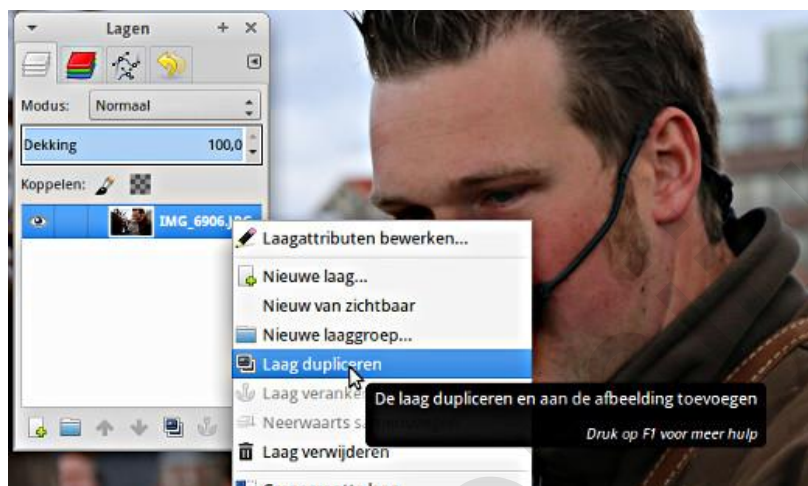 Lagen
Modus: Normaal
Dekking 100,0
Koppelen:
IMG_6906.JPG
Laagattributen bewerken...
Nieuwe laag...
Nieuw van zichtbaar
Nieuwe laaggroep...
Laag dupliceren
Laag
De laag dupliceren en aan de afbeelding toevoegen
Neerwaarts
Druk op F1 voor meer hulp
Laag verwijderen